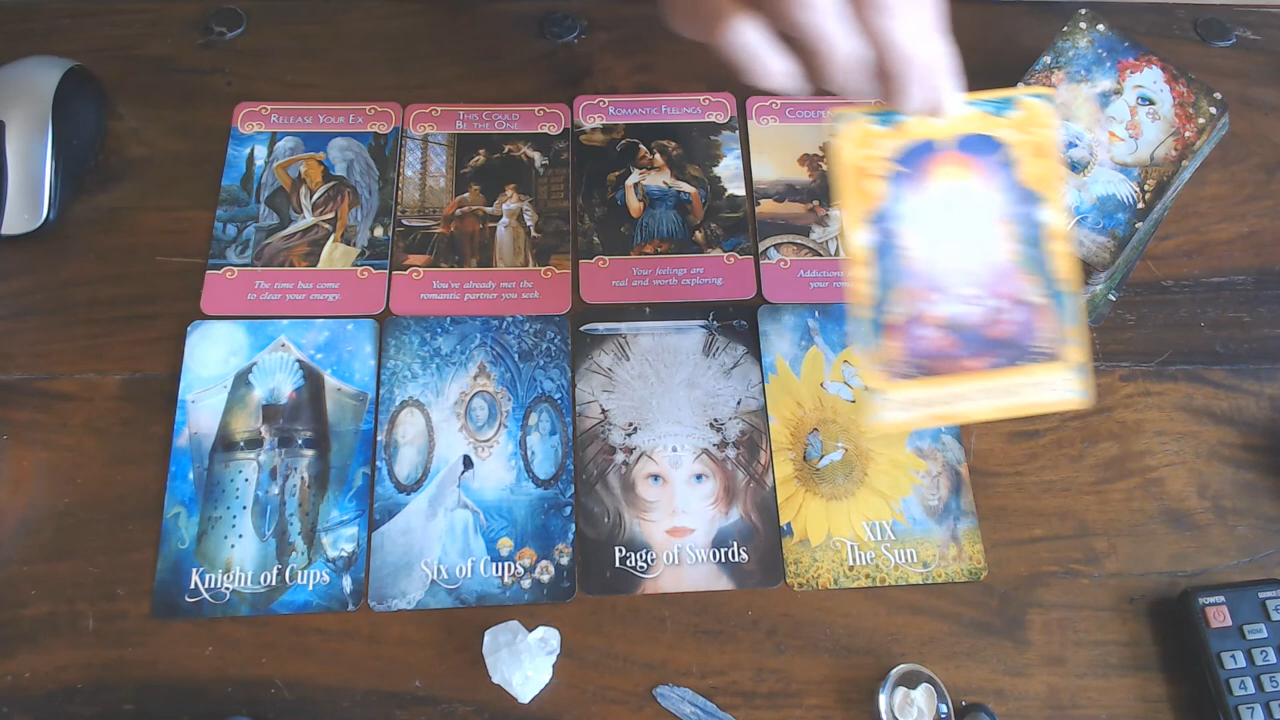 RELEASE YOUR EX
THIS COULD
BE THE ONE
ROMANTIC FEELINGS
The time has come
to clear your energy.
You've already met the
romantic partner you seek.
Your feelings are
real and worth exploring.
Addictions
your
Knight of Cups
Six of Cups
Page of Swords
XIX
The Sun
POWER
1
2
4
5
7